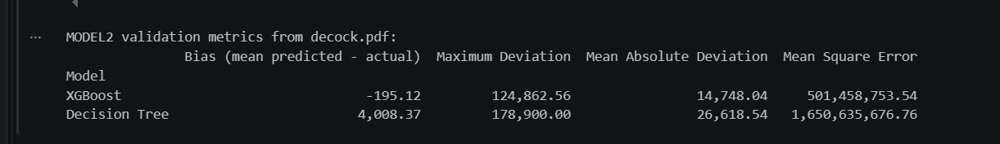 MODEL2 validation metrics from decock.pdf:
Bias (mean predicted - actual) Maximum Deviation Mean Absolute Deviation Mean Square Error
Model
XGBoost -195.12 124,862.56 14,748.04 501,458,753.54
Decision Tree 4,008.37 178,900.00 26,618.54 1,650,635,676.76